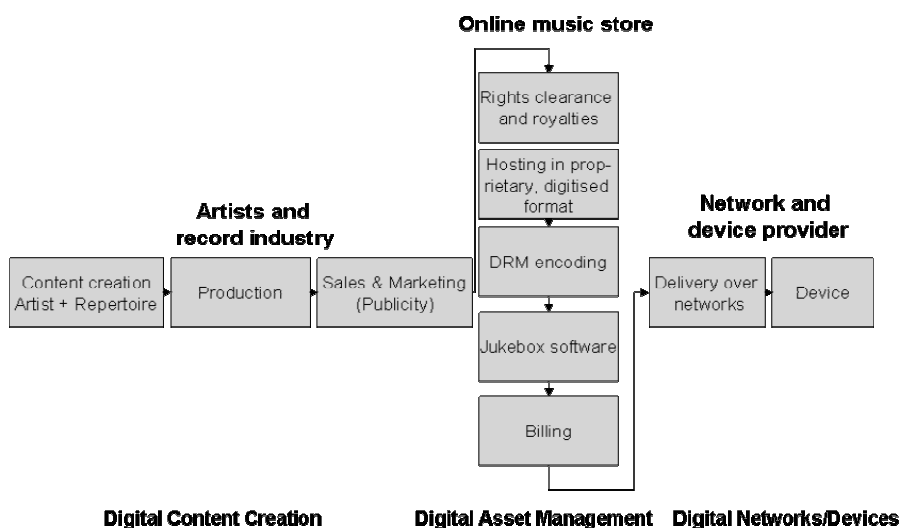 Online music store
Rights clearance
and royalties
Hosting in prop-
rietary, digitised
format
Artists and
record industry
Network and
device provider
DRM encoding
Content creation
Artist + Repertoire
Production
Sales & Marketing
(Publicity)
Delivery over
networks
Device
Jukebox software
Billing
Digital Content Creation
Digital Asset Management
Digital Networks/Devices